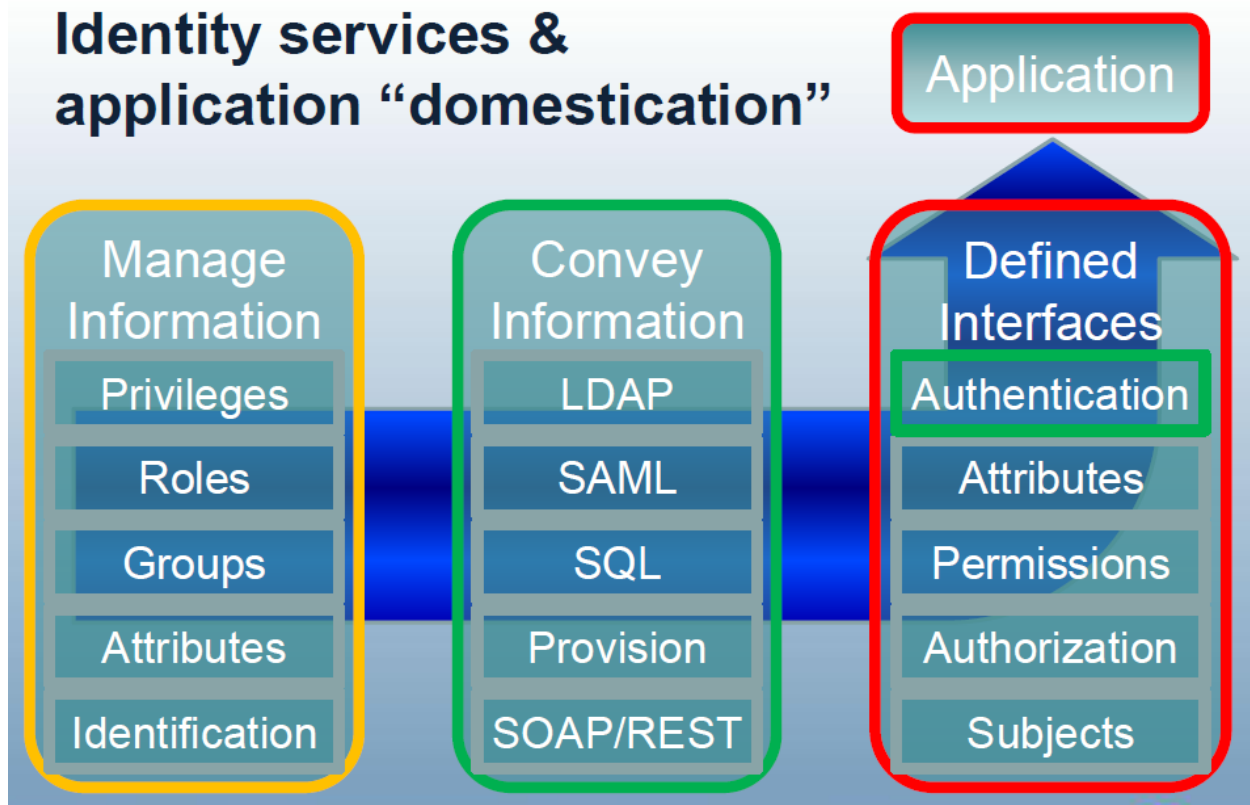 Identity services &
application “domestication”
Application
Manage
Information
Privileges
Roles
Groups
Attributes
Identification
Convey
Information
LDAP
SAML
SQL
Provision
SOAP/REST
Defined
Interfaces
Authentication
Attributes
Permissions
Authorization
Subjects